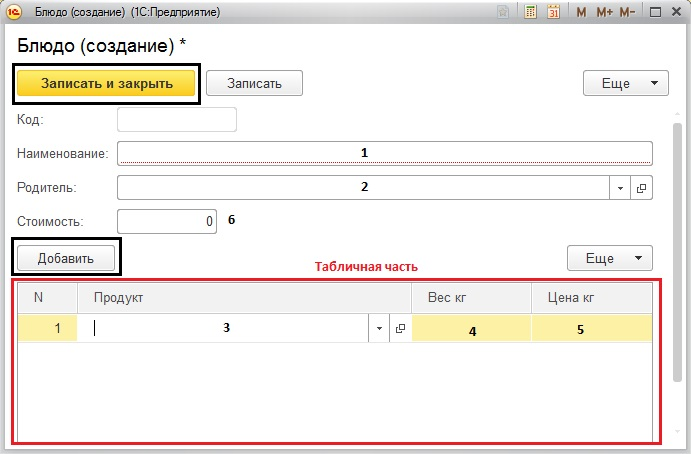 Блюдо (создание) (1С:Предприятие)
31 M M+ M-
Блюдо (создание) *
Записать и закрыть Записать Еще
Код:
Наименование: 1
Родитель: 2
Стоимость: 0 6
Добавить Табличная часть Еще
N Продукт Вес кг Цена кг
1 3 4 5